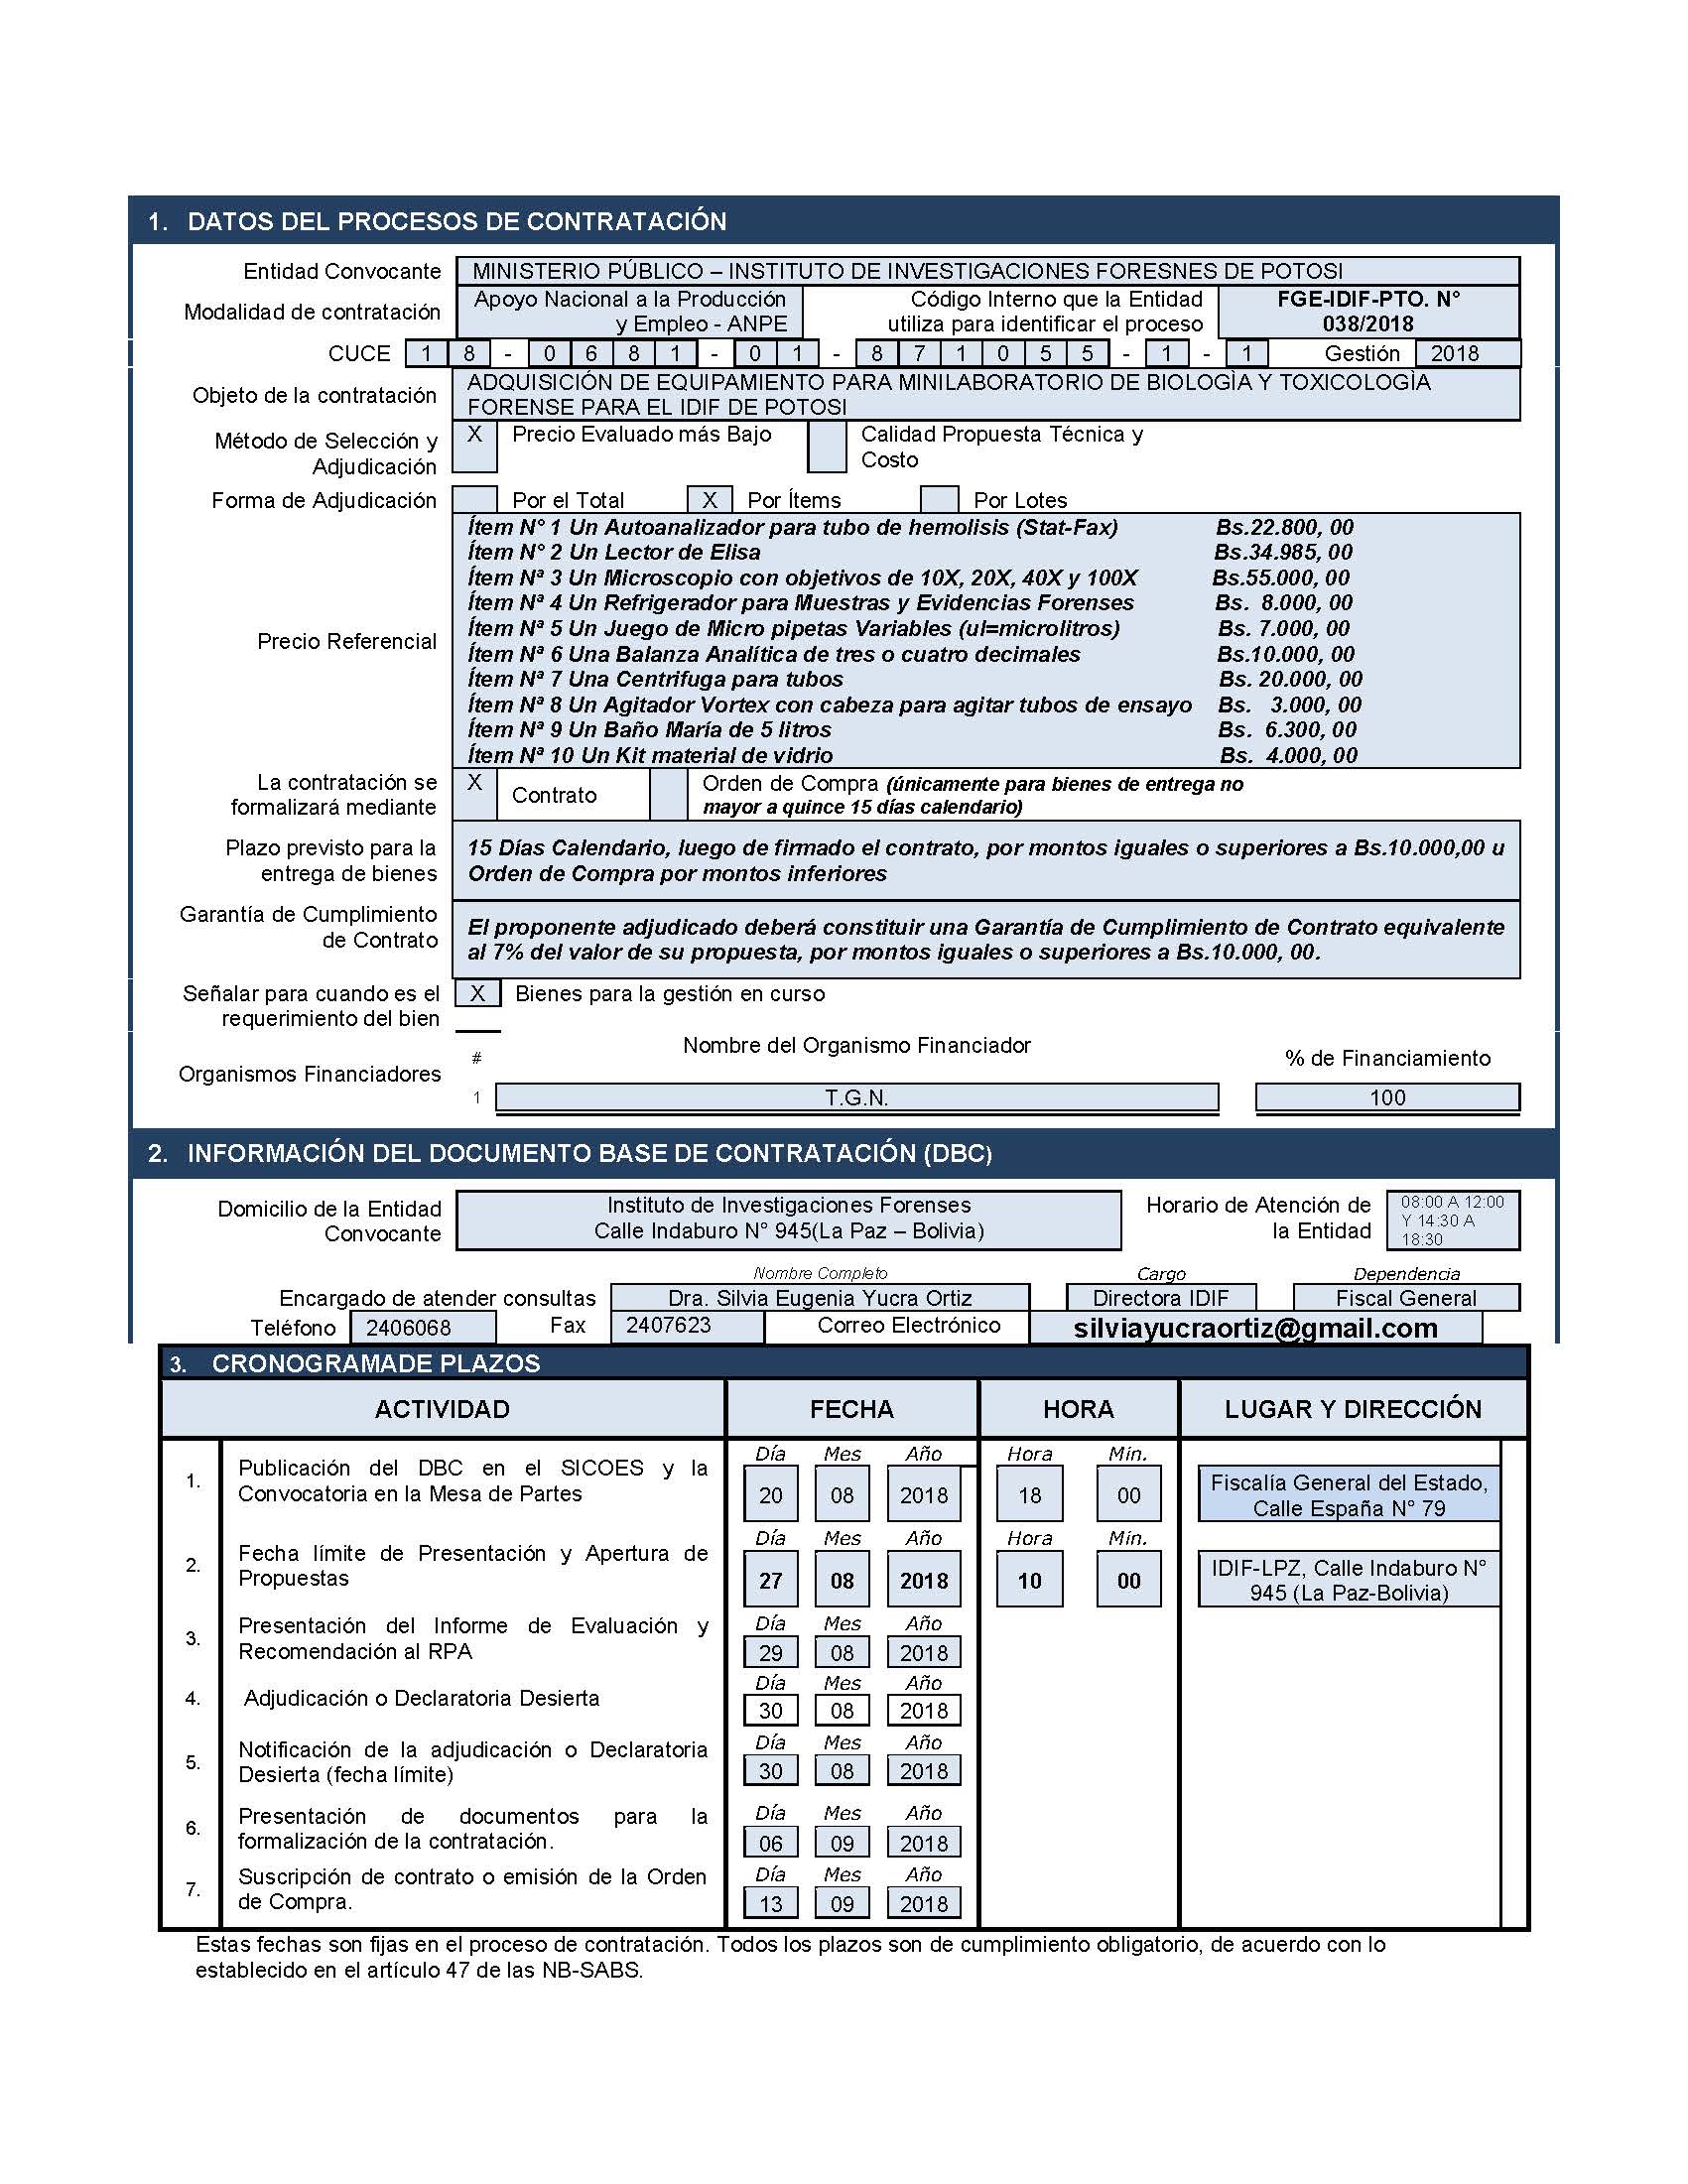 1. DATOS DEL PROCESOS DE CONTRATACIÓN
Entidad Convocante MINISTERIO PÚBLICO – INSTITUTO DE INVESTIGACIONES FORESNES DE POTOSI
Modalidad de contratación Apoyo Nacional a la Producción y Empleo - ANPE Código Interno que la Entidad utiliza para identificar el proceso FGE-IDIF-PTO. N° 038/2018
CUCE 1 8 - 0 6 8 1 - 0 1 - 8 7 1 0 5 5 - 1 - 1 Gestión 2018
Objeto de la contratación ADQUISICIÓN DE EQUIPAMIENTO PARA MINILABORATORIO DE BIOLOGÌA Y TOXICOLOGÌA
FORENSE PARA EL IDIF DE POTOSI
Método de Selección y Adjudicación X Precio Evaluado más Bajo Calidad Propuesta Técnica y Costo
Forma de Adjudicación Por el Total X Por Ítems Por Lotes
Precio Referencial
Ítem N° 1 Un Autoanalizador para tubo de hemolisis (Stat-Fax) Bs.22.800, 00
Ítem N° 2 Un Lector de Elisa Bs.34.985, 00
Ítem Nª 3 Un Microscopio con objetivos de 10X, 20X, 40X y 100X Bs.55.000, 00
Ítem Nª 4 Un Refrigerador para Muestras y Evidencias Forenses Bs. 8.000, 00
Ítem Nª 5 Un Juego de Micro pipetas Variables (ul=microlitros) Bs. 7.000, 00
Ítem Nª 6 Una Balanza Analítica de tres o cuatro decimales Bs.10.000, 00
Ítem Nª 7 Una Centrifuga para tubos Bs. 20.000, 00
Ítem Nª 8 Un Agitador Vortex con cabeza para agitar tubos de ensayo Bs. 3.000, 00
Ítem Nª 9 Un Baño María de 5 litros Bs. 6.300, 00
Ítem Nª 10 Un Kit material de vidrio Bs. 4.000, 00
La contratación se formalizará mediante X Contrato Orden de Compra (únicamente para bienes de entrega no mayor a quince 15 días calendario)
Plazo previsto para la entrega de bienes
15 Días Calendario, luego de firmado el contrato, por montos iguales o superiores a Bs.10.000,00 u
Orden de Compra por montos inferiores
Garantía de Cumplimiento de Contrato
El proponente adjudicado deberá constituir una Garantía de Cumplimiento de Contrato equivalente
al 7% del valor de su propuesta, por montos iguales o superiores a Bs.10.000, 00.
Señalar para cuando es el requerimiento del bien X Bienes para la gestión en curso
Organismos Financiadores # Nombre del Organismo Financiador % de Financiamiento
1 T.G.N. 100
2. INFORMACIÓN DEL DOCUMENTO BASE DE CONTRATACIÓN (DBC)
Domicilio de la Entidad Convocante Instituto de Investigaciones Forenses
Calle Indaburo N° 945(La Paz – Bolivia) Horario de Atención de la Entidad 08:00 A 12:00 Y 14:30 A 18:30
Nombre Completo Cargo Dependencia
Encargado de atender consultas Dra. Silvia Eugenia Yucra Ortiz Directora IDIF Fiscal General
Teléfono 2406068 Fax 2407623 Correo Electrónico silviayucraortiz@gmail.com
3. CRONOGRAMADE PLAZOS
ACTIVIDAD FECHA HORA LUGAR Y DIRECCIÓN
Día Mes Año Hora Min.
1. Publicación del DBC en el SICOES y la Convocatoria en la Mesa de Partes 20 08 2018 18 00 Fiscalía General del Estado, Calle España N° 79
Día Mes Año Hora Min.
2. Fecha límite de Presentación y Apertura de Propuestas 27 08 2018 10 00 IDIF-LPZ, Calle Indaburo N° 945 (La Paz-Bolivia)
Día Mes Año
3. Presentación del Informe de Evaluación y Recomendación al RPA 29 08 2018
Día Mes Año
4. Adjudicación o Declaratoria Desierta 30 08 2018
Día Mes Año
5. Notificación de la adjudicación o Declaratoria Desierta (fecha límite) 30 08 2018
Día Mes Año
6. Presentación de documentos para la formalización de la contratación. 06 09 2018
Día Mes Año
7. Suscripción de contrato o emisión de la Orden de Compra. 13 09 2018
Estas fechas son fijas en el proceso de contratación. Todos los plazos son de cumplimiento obligatorio, de acuerdo con lo
establecido en el artículo 47 de las NB-SABS.